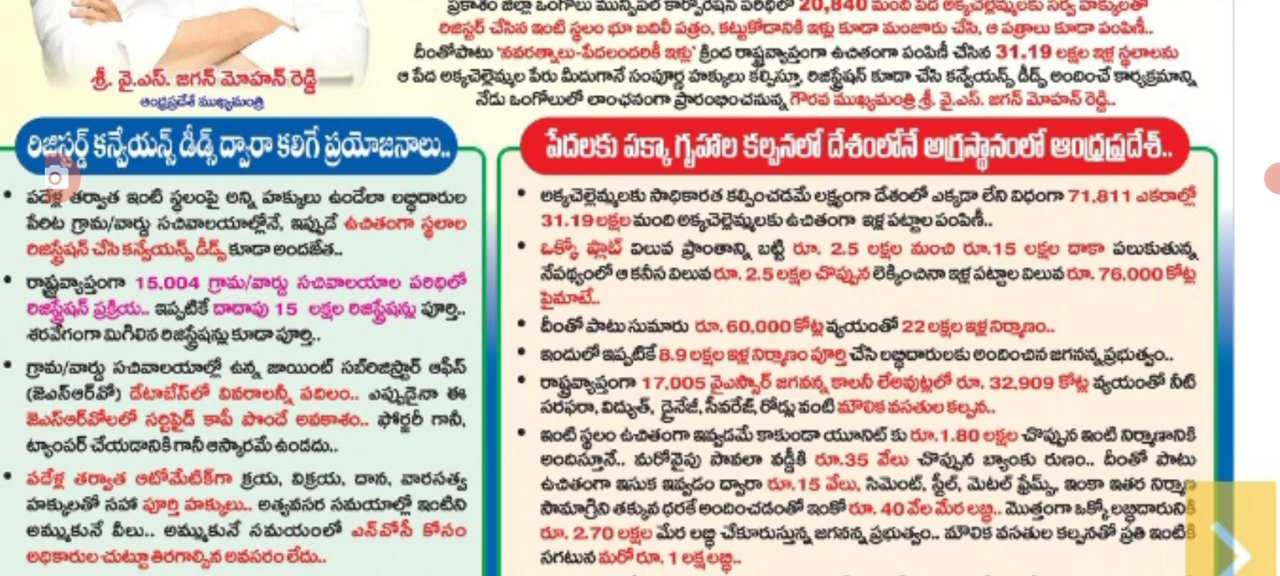 ప్రకాశం జిల్లా ఒంగోలు మున్సిపల్ కార్పొరేషన్ పరిధిలో 20,840 మంది పేద అక్కచెల్లెమ్మలకు సర్వ హక్కులతో
రిజిస్టర్ చేసిన ఇంటి స్థలం భూ బదిలీ పత్రం, కట్టుకోడానికి ఇళ్లు కూడా మంజూరు చేసి, ఆ పత్రాలు కూడా పంపిణీ..
దీంతోపాటు 'నవరత్నాలు-పేదలందరికీ ఇళ్లు' క్రింద రాష్ట్రవ్యాప్తంగా ఉచితంగా పంపిణీ చేసిన 31.19 లక్షల ఇళ్ల స్థలాలను
ఆ పేద అక్కచెల్లెమ్మల పేరు మీదుగానే సంపూర్ణ హక్కులు కల్పిస్తూ, రిజిస్ట్రేషన్ కూడా చేసి కన్వేయన్స్ డీడ్స్ అందించే కార్యక్రమాన్ని
నేడు ఒంగోలులో లాంఛనంగా ప్రారంభించనున్న గౌరవ ముఖ్యమంత్రి శ్రీ వై.ఎస్. జగన్ మోహన్ రెడ్డి..
శ్రీ. వై.ఎస్. జగన్ మోహన్ రెడ్డి
ఆంధ్రప్రదేశ్ ముఖ్యమంత్రి
రిజిస్టర్డ్ కన్వేయన్స్ డీడ్స్ ద్వారా కలిగే ప్రయోజనాలు..
• పదేళ్ల తర్వాత ఇంటి స్థలంపై అన్ని హక్కులు ఉండేలా లబ్ధిదారుల
పేరిట గ్రామ/వార్డు సచివాలయాల్లోనే, ఇప్పుడే ఉచితంగా స్థలాల
రిజిస్ట్రేషన్ చేసి కన్వేయన్స్ డీడ్స్ కూడా అందజేత..
• రాష్ట్రవ్యాప్తంగా 15.004 గ్రామ/వార్డు సచివాలయాల పరిధిలో
రిజిస్ట్రేషన్ ప్రక్రియ.. ఇప్పటికే దాదాపు 15 లక్షల రిజిస్ట్రేషన్లు పూర్తి..
శరవేగంగా మిగిలిన రిజిస్ట్రేషన్లు కూడా పూర్తి..
• గ్రామ/వార్డు సచివాలయాల్లో ఉన్న జాయింట్ సబ్‌రిజిస్ట్రార్ ఆఫీస్
(జెఎస్ఆర్‌వో) డేటాబేస్‌లో వివరాలన్నీ పదిలం.. ఎప్పుడైనా ఈ
జెఎస్ఆర్‌వోలలో సర్టిఫైడ్ కాపీ పొందే అవకాశం.. ఫోర్జరీ గానీ,
ట్యాంపర్ చేయడానికి గానీ ఆస్కారమే ఉండదు..
• పదేళ్ల తర్వాత ఆటోమేటిక్‌గా క్రయ, విక్రయ, దాన, వారసత్వ
హక్కులతో సహా పూర్తి హక్కులు.. అత్యవసర సమయాల్లో ఇంటిని
అమ్ముకునే వీలు.. అమ్ముకునే సమయంలో ఎన్‌వోసీ కోసం
అధికారుల చుట్టూ తిరగాల్సిన అవసరం లేదు..
పేదలకు పక్కా గృహాల కల్పనలో దేశంలోనే అగ్రస్థానంలో ఆంధ్రప్రదేశ్..
• అక్కచెల్లెమ్మలకు సాధికారత కల్పించడమే లక్ష్యంగా దేశంలో ఎక్కడా లేని విధంగా 71,811 ఎకరాల్లో
31.19 లక్షల మంది అక్కచెల్లెమ్మలకు ఉచితంగా ఇళ్ల పట్టాల పంపిణీ..
• ఒక్కో ప్లాట్ విలువ ప్రాంతాన్ని బట్టి రూ. 2.5 లక్షల నుంచి రూ.15 లక్షల దాకా పలుకుతున్న
నేపథ్యంలో ఆ కనీస విలువ రూ. 2.5 లక్షల చొప్పున లెక్కించినా ఇళ్ల పట్టాల విలువ రూ. 76,000 కోట్ల
పైమాటే..
• దీంతో పాటు సుమారు రూ. 60,000 కోట్ల వ్యయంతో 22 లక్షల ఇళ్ల నిర్మాణం..
• ఇందులో ఇప్పటికే 8.9 లక్షల ఇళ్ల నిర్మాణం పూర్తి చేసి లబ్ధిదారులకు అందించిన జగనన్న ప్రభుత్వం..
• రాష్ట్రవ్యాప్తంగా 17,005 వైఎస్సార్ జగనన్న కాలనీ లేఅవుట్లలో రూ. 32,909 కోట్ల వ్యయంతో నీటి
సరఫరా, విద్యుత్, డ్రైనేజీ, సీవరేజ్, రోడ్లు వంటి మౌలిక వసతుల కల్పన..
• ఇంటి స్థలం ఉచితంగా ఇవ్వడమే కాకుండా యూనిట్ కు రూ.1.80 లక్షల చొప్పున ఇంటి నిర్మాణానికి
అందిస్తూనే.. మరోవైపు పావలా వడ్డీకి రూ.35 వేలు చొప్పున బ్యాంకు రుణం.. దీంతో పాటు
ఉచితంగా ఇసుక ఇవ్వడం ద్వారా రూ.15 వేలు, సిమెంట్, స్టీల్, మెటల్ ఫ్రేమ్స్, ఇంకా ఇతర నిర్మాణ
సామాగ్రిని తక్కువ ధరకే అందించడంతో ఇంకో రూ. 40 వేల మేర లబ్ధి.. మొత్తంగా ఒక్కో లబ్ధిదారునికి
రూ. 2.70 లక్షల మేర లబ్ధి చేకూరుస్తున్న జగనన్న ప్రభుత్వం.. మౌలిక వసతుల కల్పనతో ప్రతి ఇంటికి
సగటున మరో రూ. 1 లక్ష లబ్ధి..